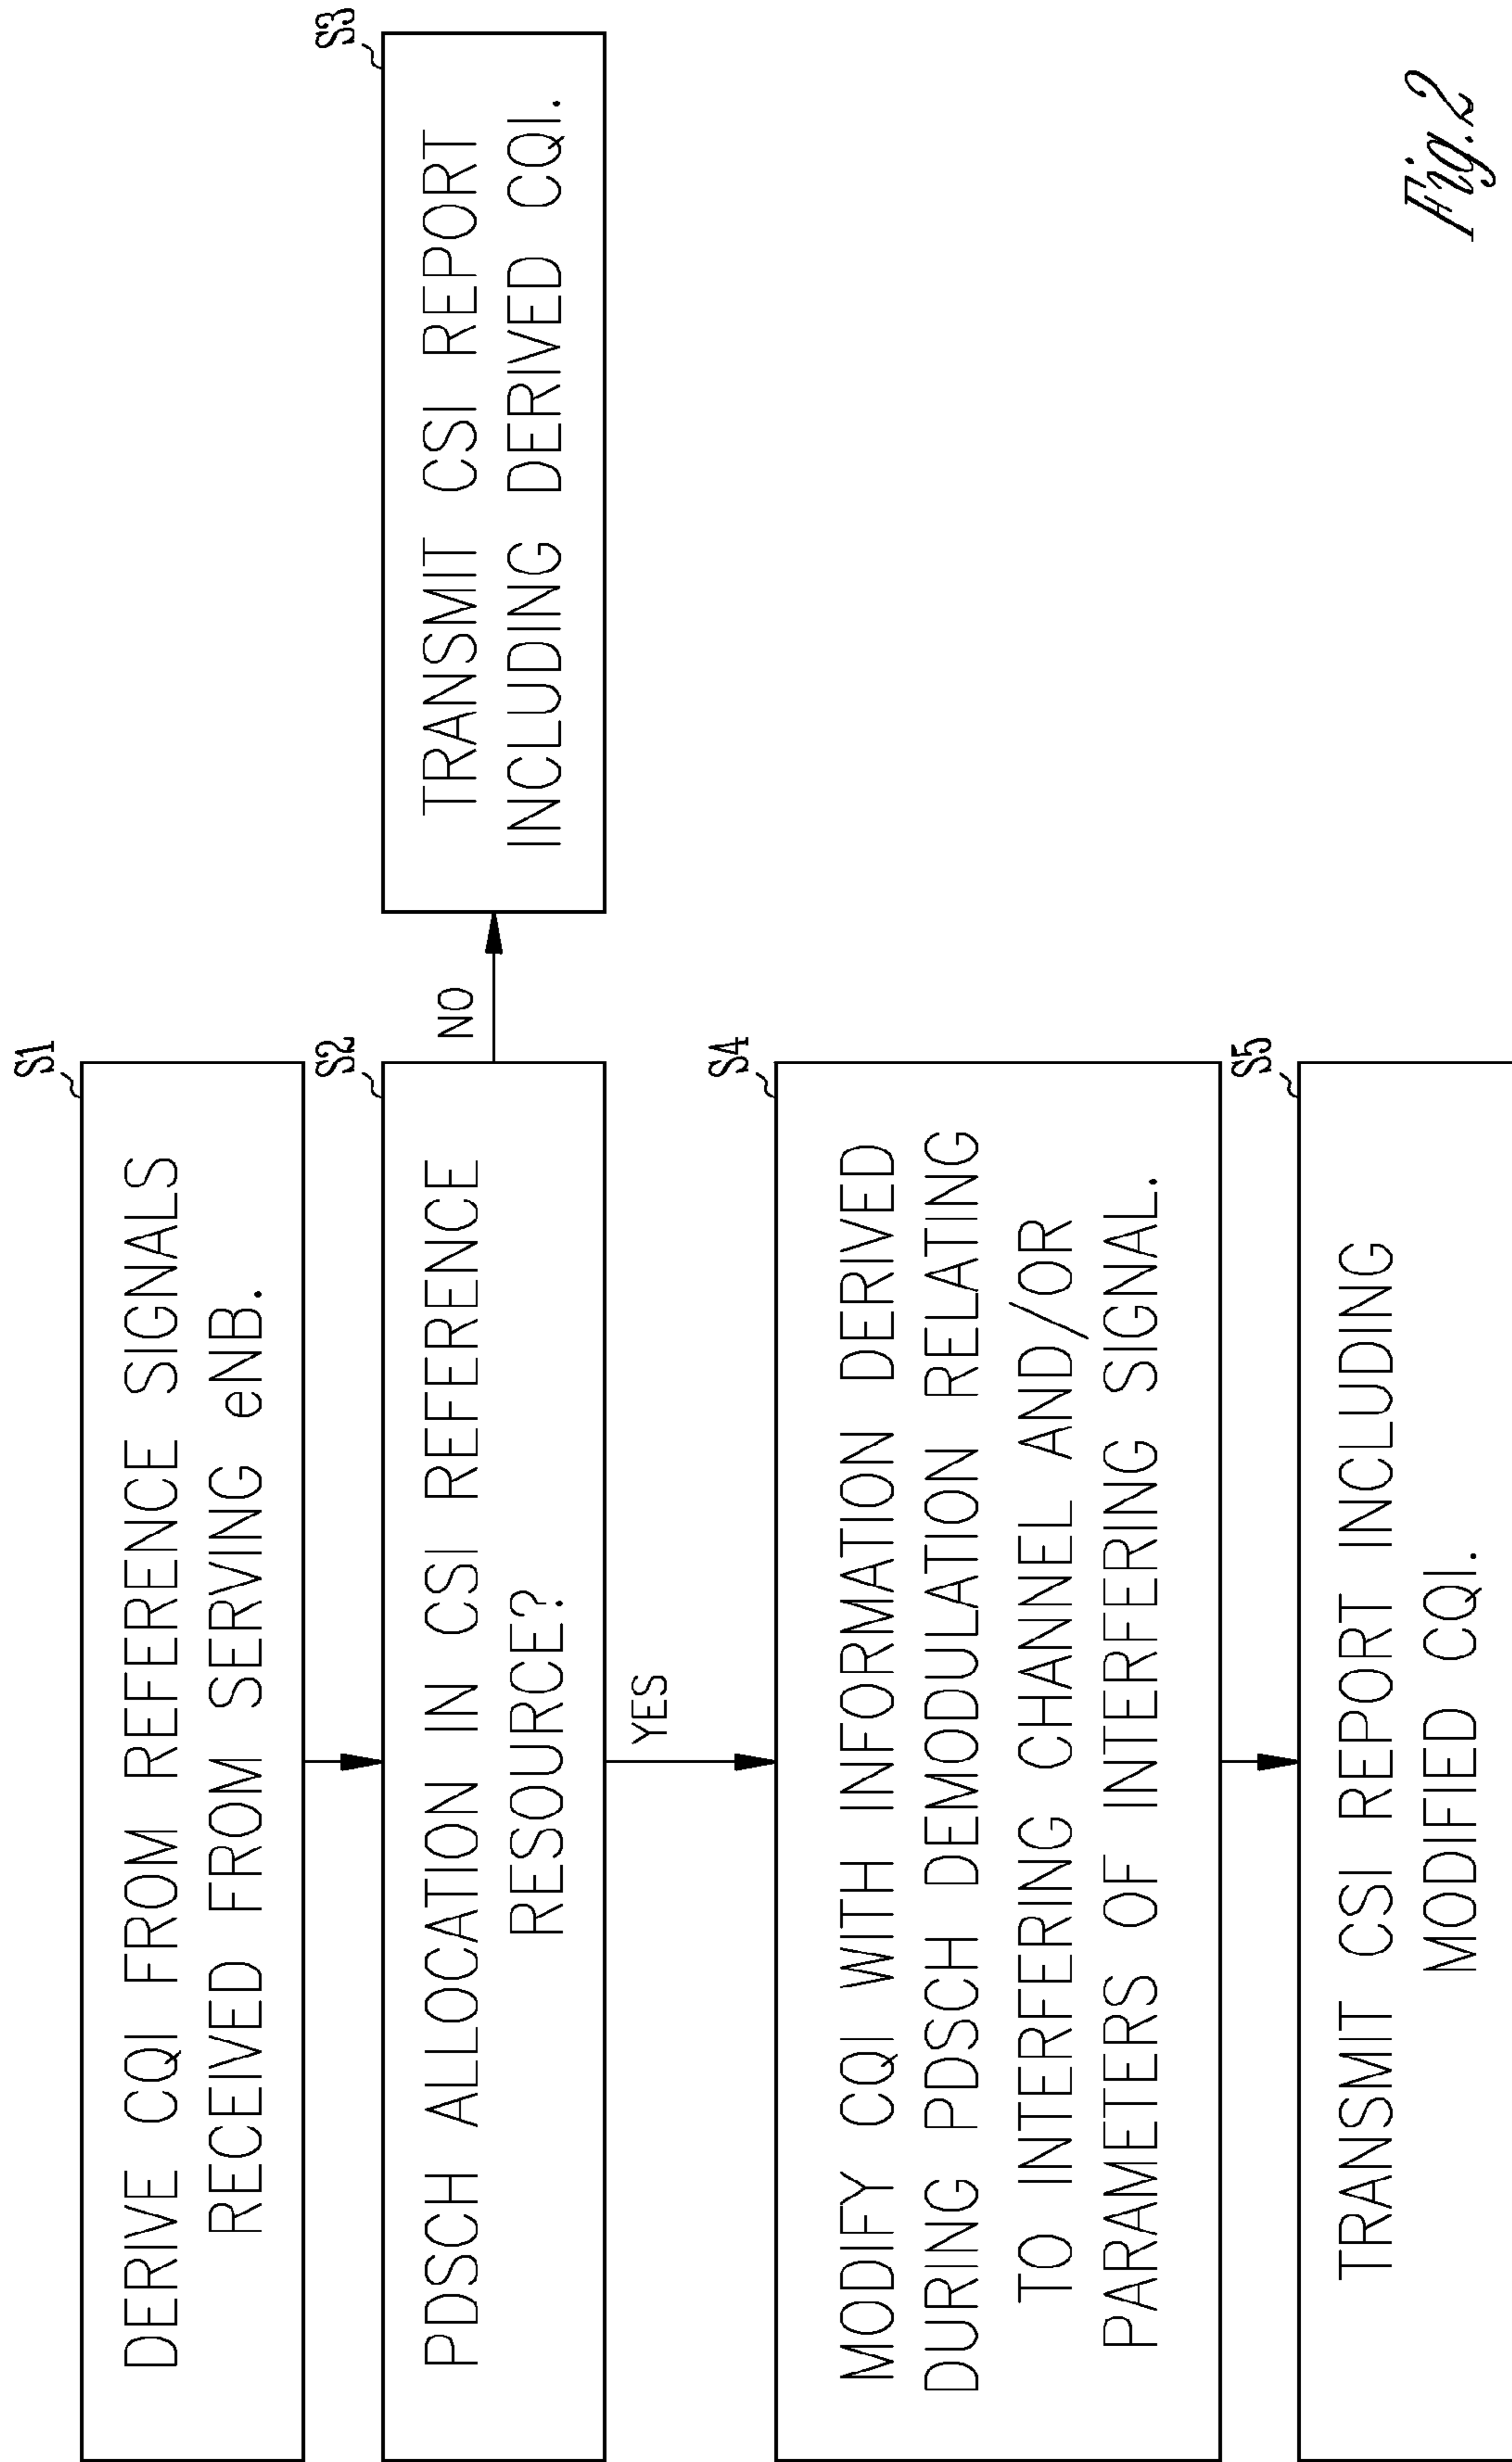 S1
DERIVE CQI FROM REFERENCE SIGNALS
RECEIVED FROM SERVING eNB.
S2
PDSCH ALLOCATION IN CSI REFERENCE
RESOURCE?
NO
S3
TRANSMIT CSI REPORT
INCLUDING DERIVED CQI.
YES
S4
MODIFY CQI WITH INFORMATION DERIVED
DURING PDSCH DEMODULATION RELATING
TO INTERFERING CHANNEL AND/OR
PARAMETERS OF INTERFERING SIGNAL.
S5
TRANSMIT CSI REPORT INCLUDING
MODIFIED CQI.
Fig.2